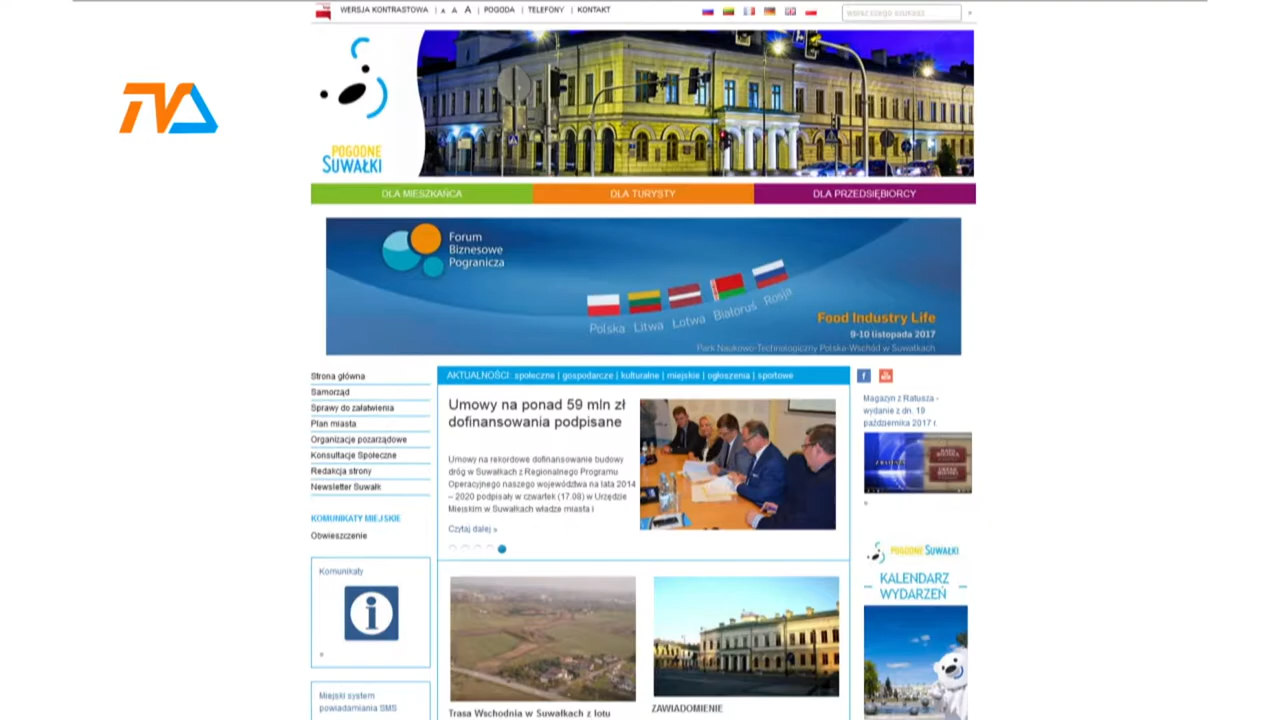 WERSJA KONTRASTOWA | A A A | POGODA | TELEFONY | KONTAKT
wpisz czego szukasz
TVA
POGODNE
SUWAŁKI
DLA MIESZKAŃCA
DLA TURYSTY
DLA PRZEDSIĘBIORCY
Forum
Biznesowe
Pogranicza
Polska Litwa Łotwa Białoruś Rosja
Food Industry Life
9-10 listopada 2017
Park Naukowo-Technologiczny Polska-Wschód w Suwałkach
Strona główna
Samorząd
Sprawy do załatwienia
Plan miasta
Organizacje pozarządowe
Konsultacje Społeczne
Redakcja strony
Newsletter Suwałk
KOMUNIKATY MIEJSKIE
Obwieszczenie
Komunikaty
»
Miejski system
powiadamiania SMS
AKTUALNOŚCI: społeczne | gospodarcze | kulturalne | miejskie | ogłoszenia | sportowe
Umowy na ponad 59 mln zł
dofinansowania podpisane
Umowy na rekordowe dofinansowanie budowy
dróg w Suwałkach z Regionalnego Programu
Operacyjnego naszego województwa na lata 2014
– 2020 podpisały w czwartek (17.08) w Urzędzie
Miejskim w Suwałkach władze miasta i
Czytaj dalej »
Trasa Wschodnia w Suwałkach z lotu
ZAWIADOMIENIE
Magazyn z Ratusza -
wydanie z dn. 19
października 2017 r.
»
POGODNE SUWAŁKI
KALENDARZ
WYDARZEŃ